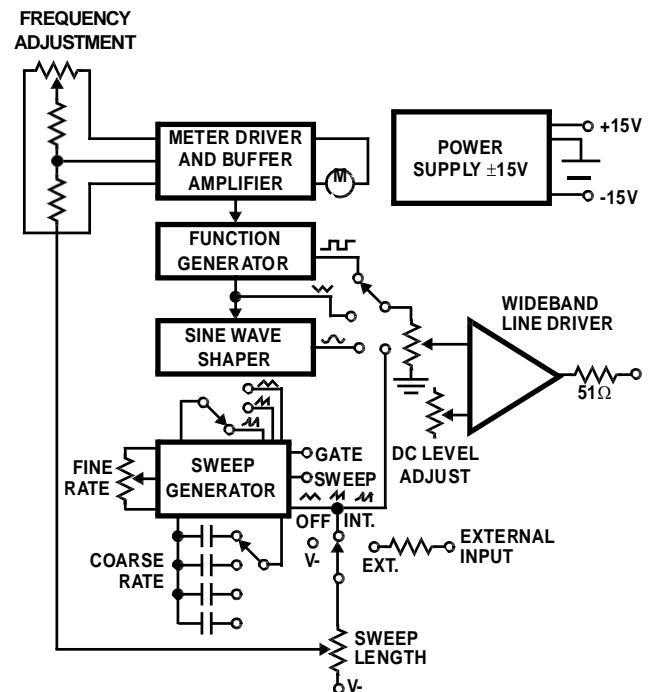 FREQUENCY
ADJUSTMENT
METER DRIVER
AND BUFFER
AMPLIFIER
M
POWER
SUPPLY ±15V
+15V
-15V
FUNCTION
GENERATOR
SINE WAVE
SHAPER
WIDEBAND
LINE DRIVER
51Ω
DC LEVEL
ADJUST
FINE
RATE
SWEEP
GENERATOR
GATE
SWEEP
OFF INT.
V-
EXT.
EXTERNAL
INPUT
COARSE
RATE
SWEEP
LENGTH
V-